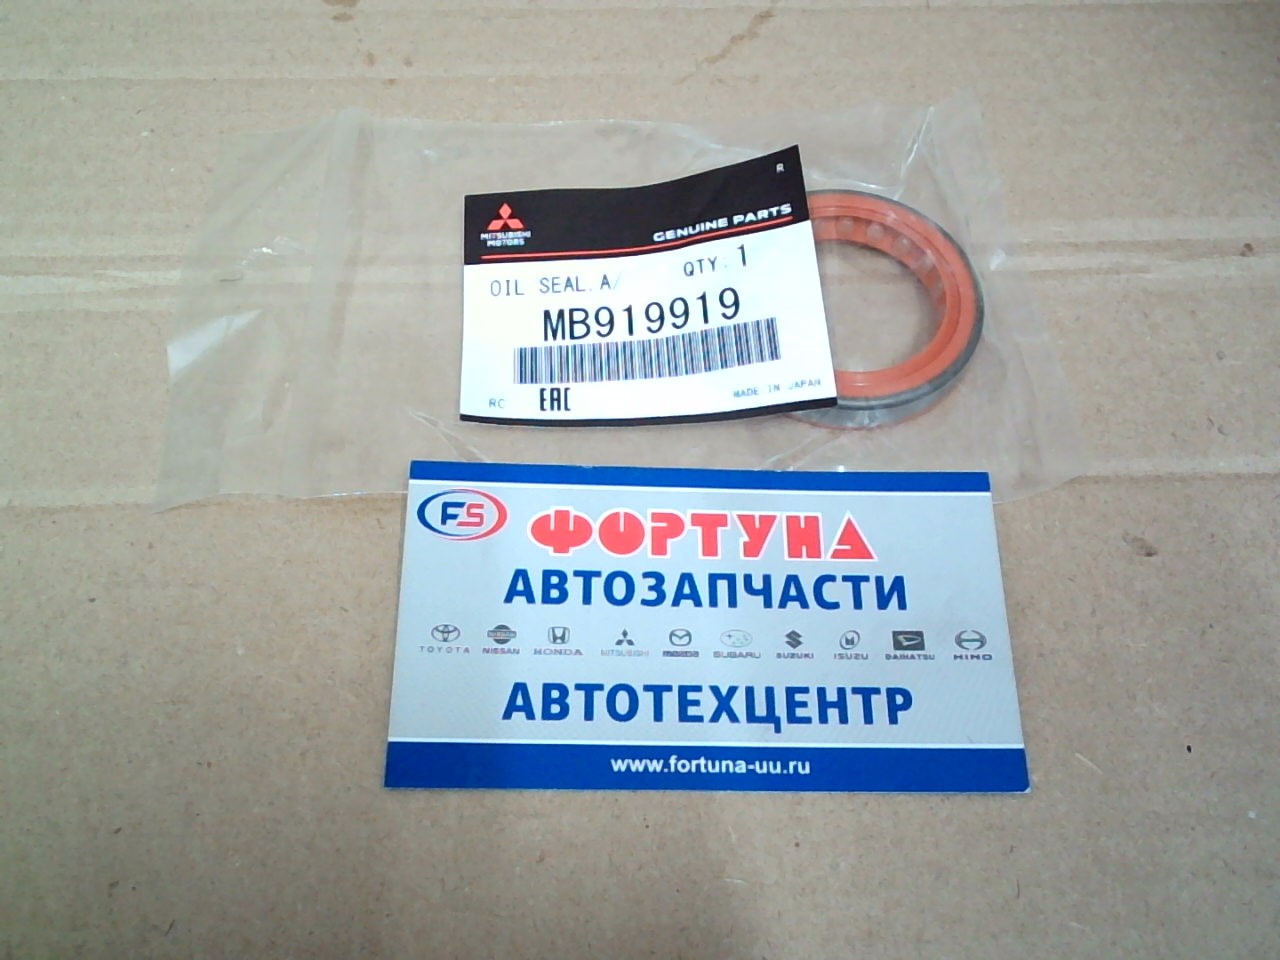 R
MITSUBISHI
MOTORS
GENUINE PARTS
OIL SEAL.A/ QTY. 1
MB919919
RC EAC MADE IN JAPAN
FS ФОРТУНА
АВТОЗАПЧАСТИ
TOYOTA NISSAN HONDA MITSUBISHI mazda SUBARU SUZUKI ISUZU DAIHATSU HINO
АВТОТЕХЦЕНТР
www.fortuna-uu.ru